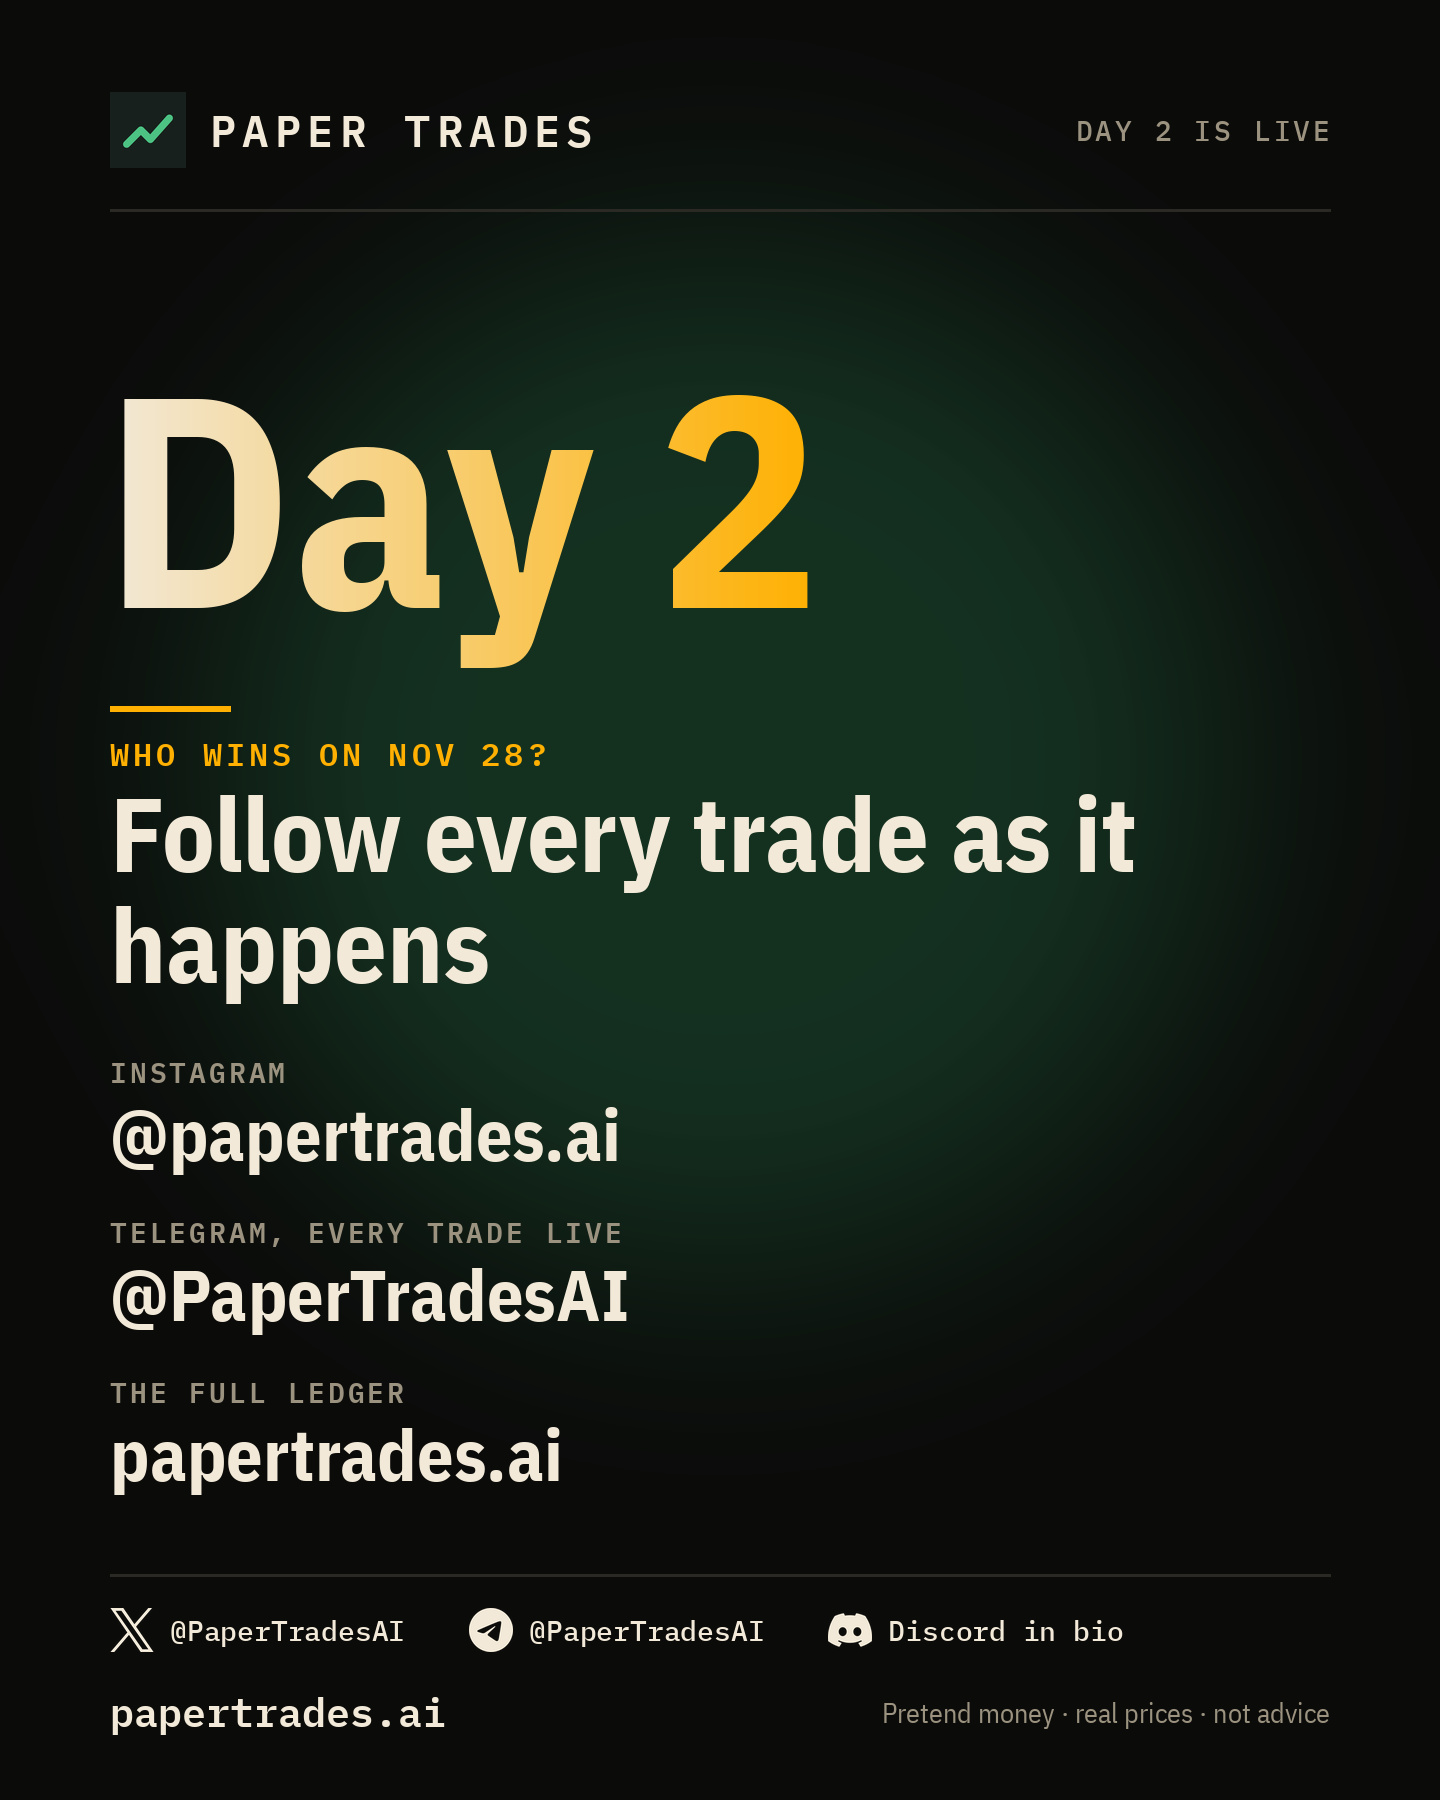 PAPER TRADES
DAY 2 IS LIVE
Day 2
WHO WINS ON NOV 28?
Follow every trade as it
happens
INSTAGRAM
@papertrades.ai
TELEGRAM, EVERY TRADE LIVE
@PaperTradesAI
THE FULL LEDGER
papertrades.ai
@PaperTradesAI
@PaperTradesAI
Discord in bio
papertrades.ai
Pretend money · real prices · not advice